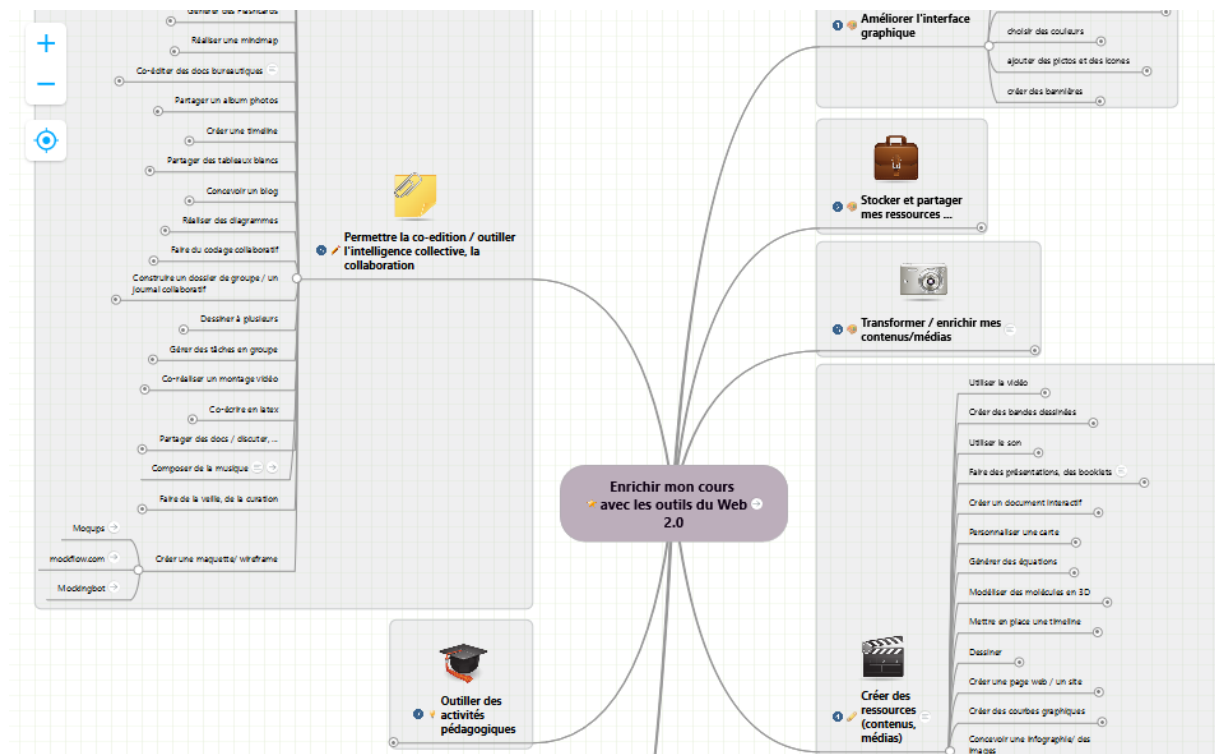 Générer des Flashcards
Réaliser une mindmap
Co-éditer des docs bureautiques
Partager un album photos
Créer une timeline
Partager des tableaux blancs
Concevoir un blog
Réaliser des diagrammes
Faire du codage collaboratif
Construire un dossier de groupe / un
journal collaboratif
Dessiner à plusieurs
Gérer des tâches en groupe
Co-réaliser un montage vidéo
Co-écrire en latex
Partager des docs / discuter, ...
Composer de la musique
Faire de la veille, de la curation
Créer une maquette/ wireframe
Moqups
mockflow.com
Mockingbot
Permettre la co-edition / outiller
l'intelligence collective, la
collaboration
Outiller des
activités
pédagogiques
Enrichir mon cours
avec les outils du Web
2.0
Améliorer l'interface
graphique
choisir des couleurs
ajouter des pictos et des icones
créer des bannières
Stocker et partager
mes ressources ...
Transformer / enrichir mes
contenus/médias
Créer des
ressources
(contenus,
médias)
Utiliser la vidéo
Créer des bandes dessinées
Utiliser le son
Faire des présentations, des booklets
Créer un document interactif
Personnaliser une carte
Générer des équations
Modéliser des molécules en 3D
Mettre en place une timeline
Dessiner
Créer une page web / un site
Créer des courbes graphiques
Concevoir une infographie/ des
images